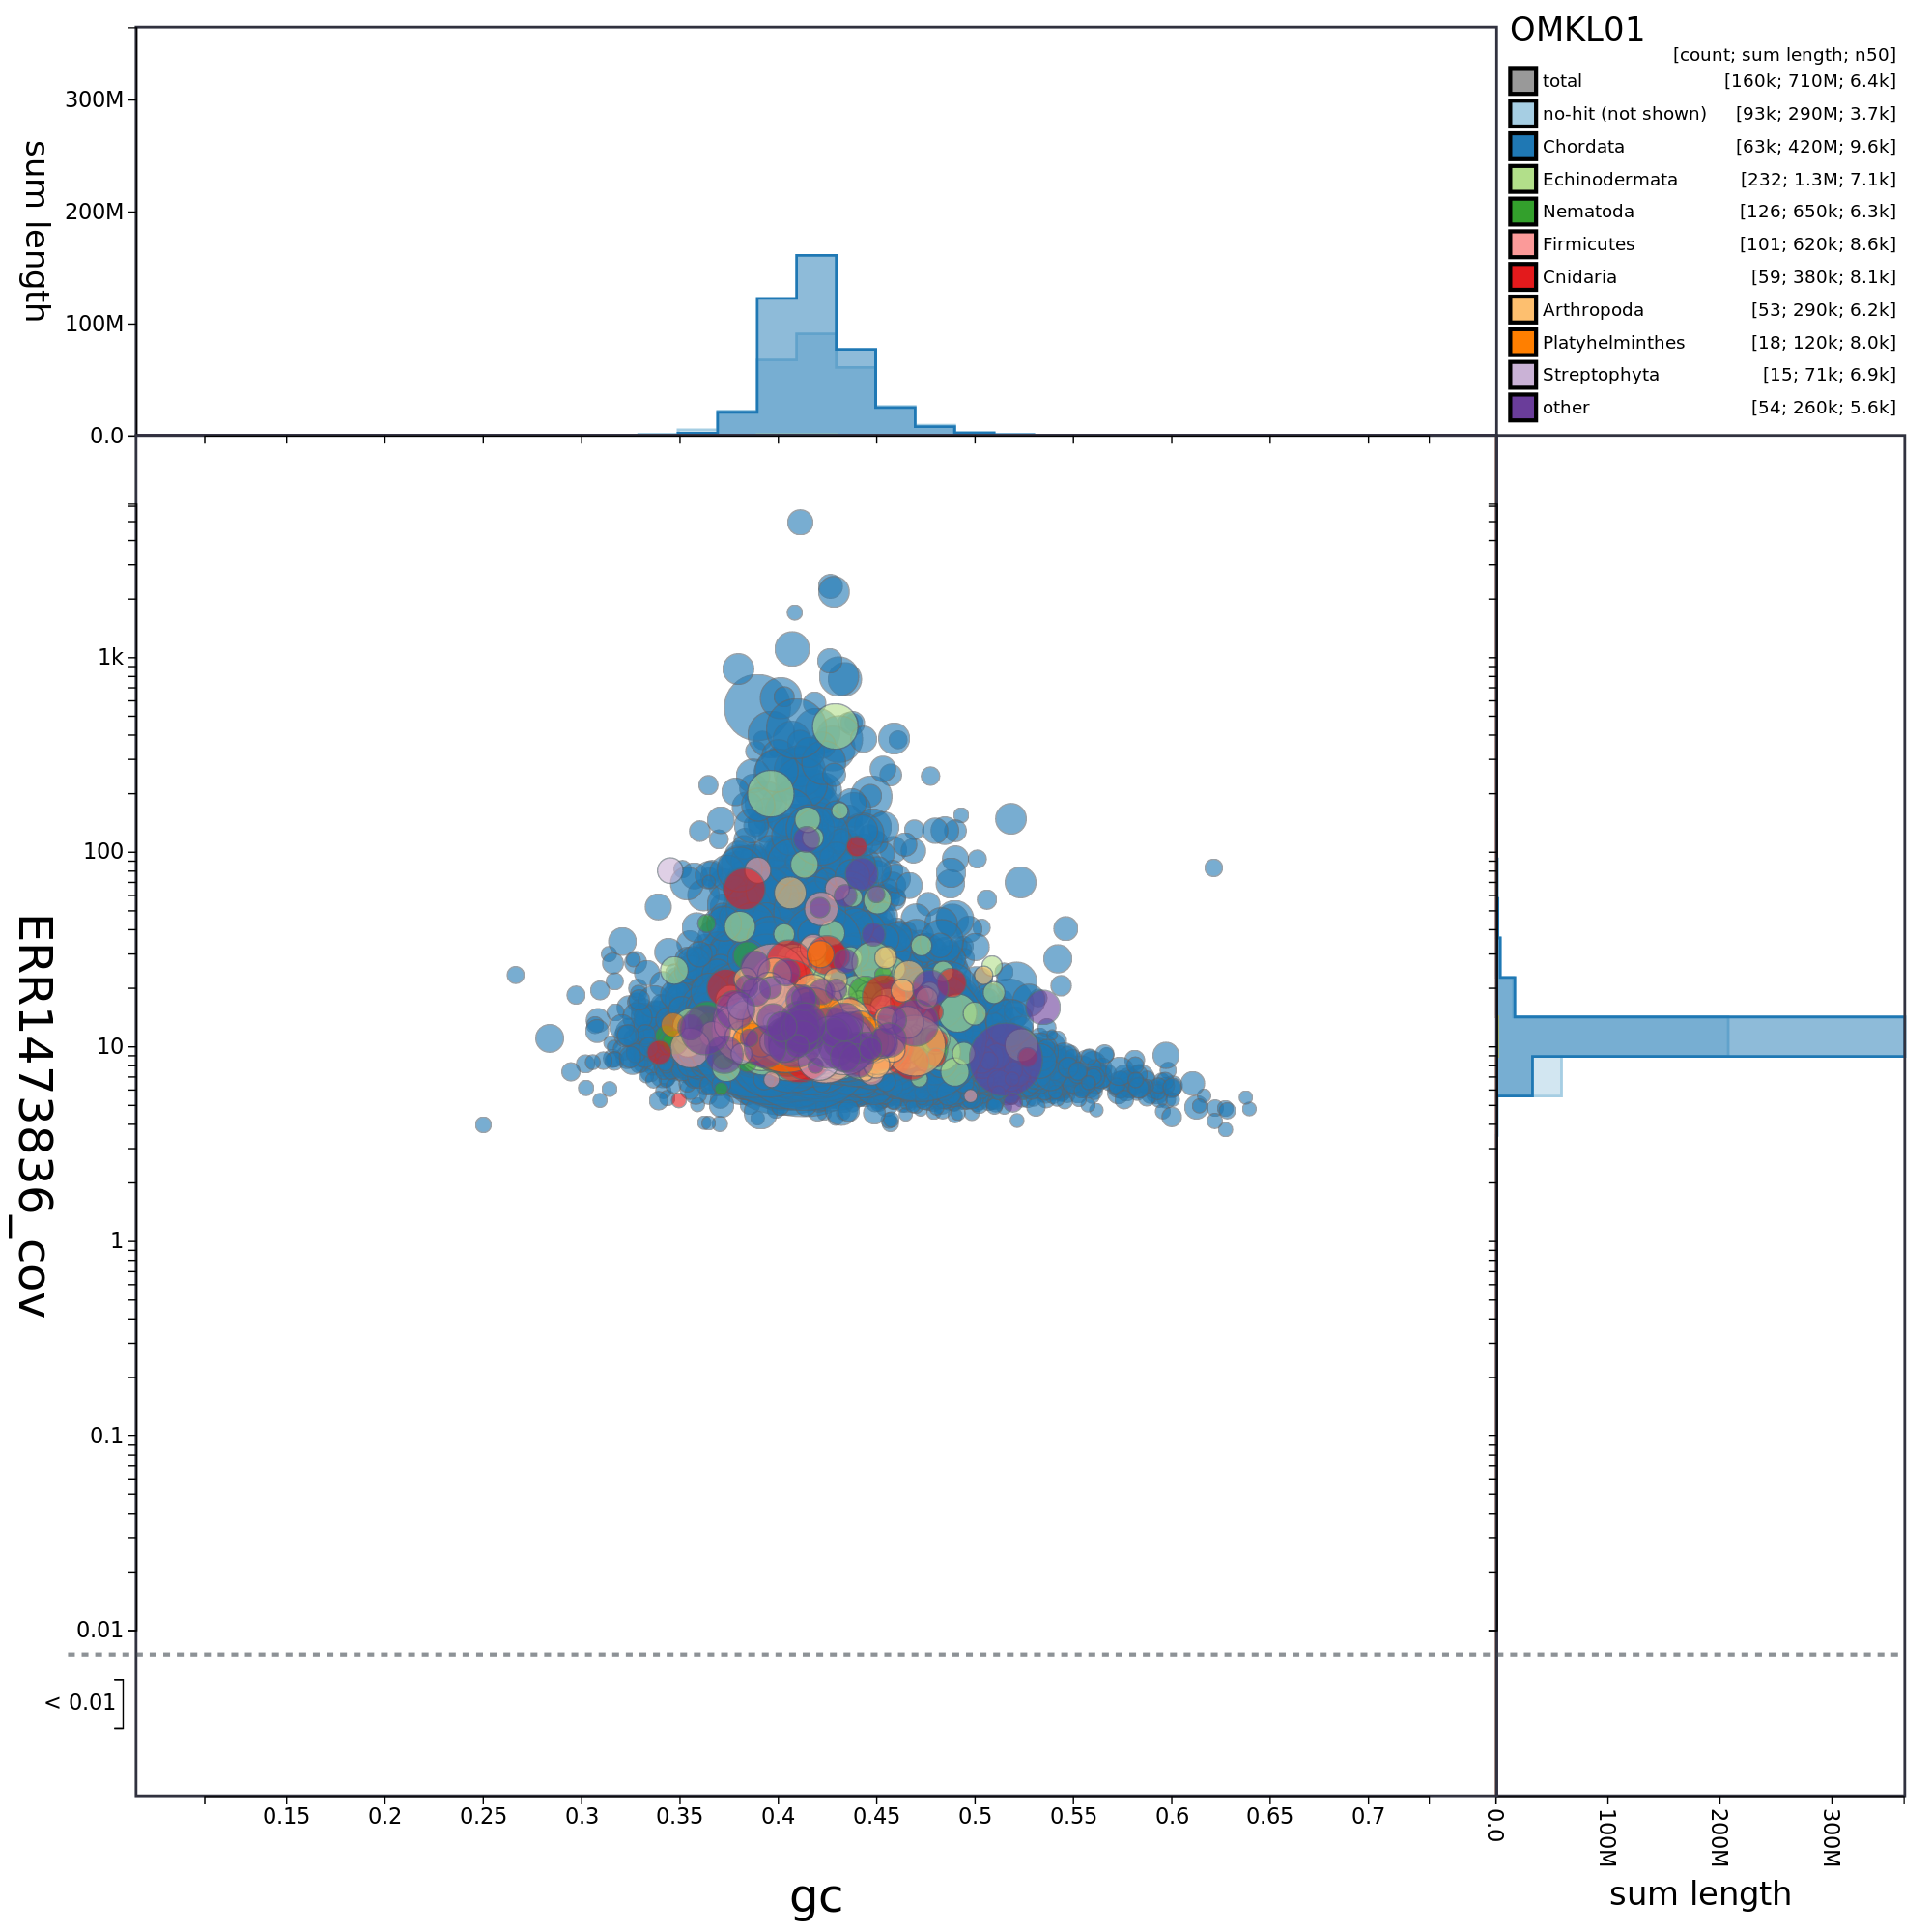 OMKL01
[count; sum length; n50]
total [160k; 710M; 6.4k]
no-hit (not shown) [93k; 290M; 3.7k]
Chordata [63k; 420M; 9.6k]
Echinodermata [232; 1.3M; 7.1k]
Nematoda [126; 650k; 6.3k]
Firmicutes [101; 620k; 8.6k]
Cnidaria [59; 380k; 8.1k]
Arthropoda [53; 290k; 6.2k]
Platyhelminthes [18; 120k; 8.0k]
Streptophyta [15; 71k; 6.9k]
other [54; 260k; 5.6k]
sum length
300M
200M
100M
0.0
ERR1473836_cov
1k
100
10
1
0.1
0.01
< 0.01
0.15 0.2 0.25 0.3 0.35 0.4 0.45 0.5 0.55 0.6 0.65 0.7
gc
0.0 100M 200M 300M
sum length